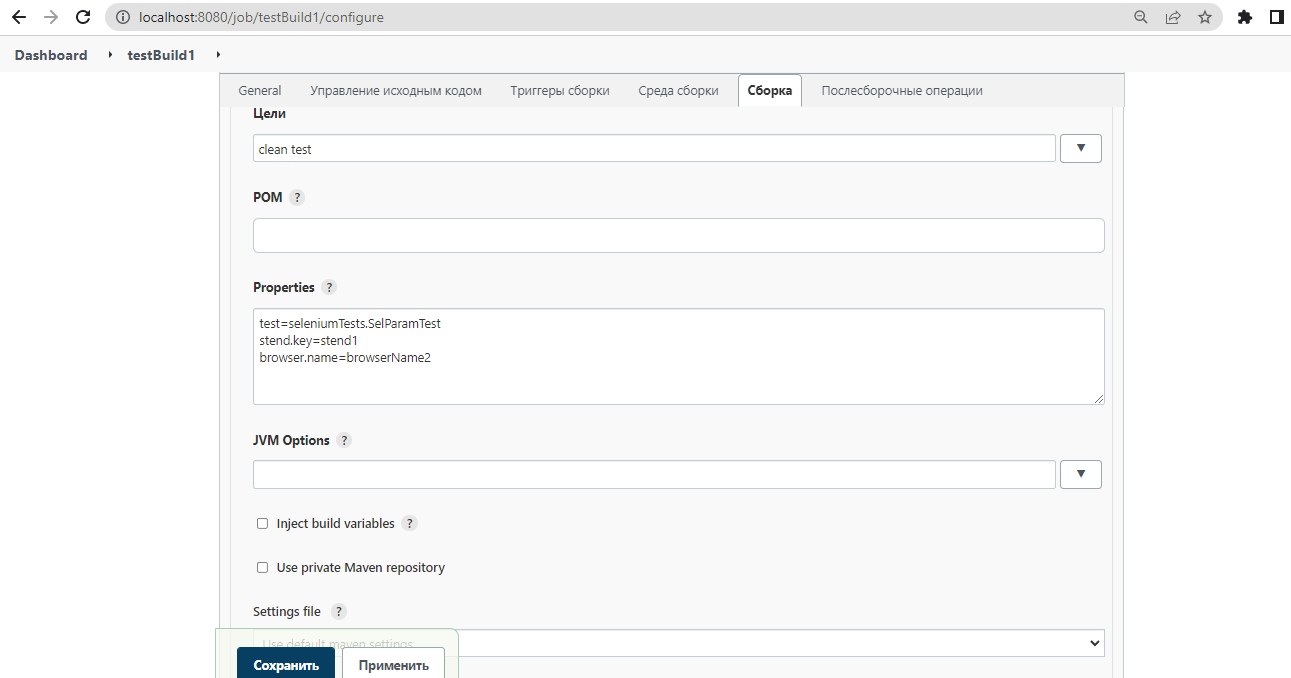 localhost:8080/job/testBuild1/configure
Dashboard testBuild1
General Управление исходным кодом Триггеры сборки Среда сборки Сборка Послесборочные операции
Цели
clean test
POM ?
Properties ?
test=seleniumTests.SelParamTest
stend.key=stend1
browser.name=browserName2
JVM Options ?
Inject build variables ?
Use private Maven repository
Settings file ?
Use default maven settings
Сохранить Применить